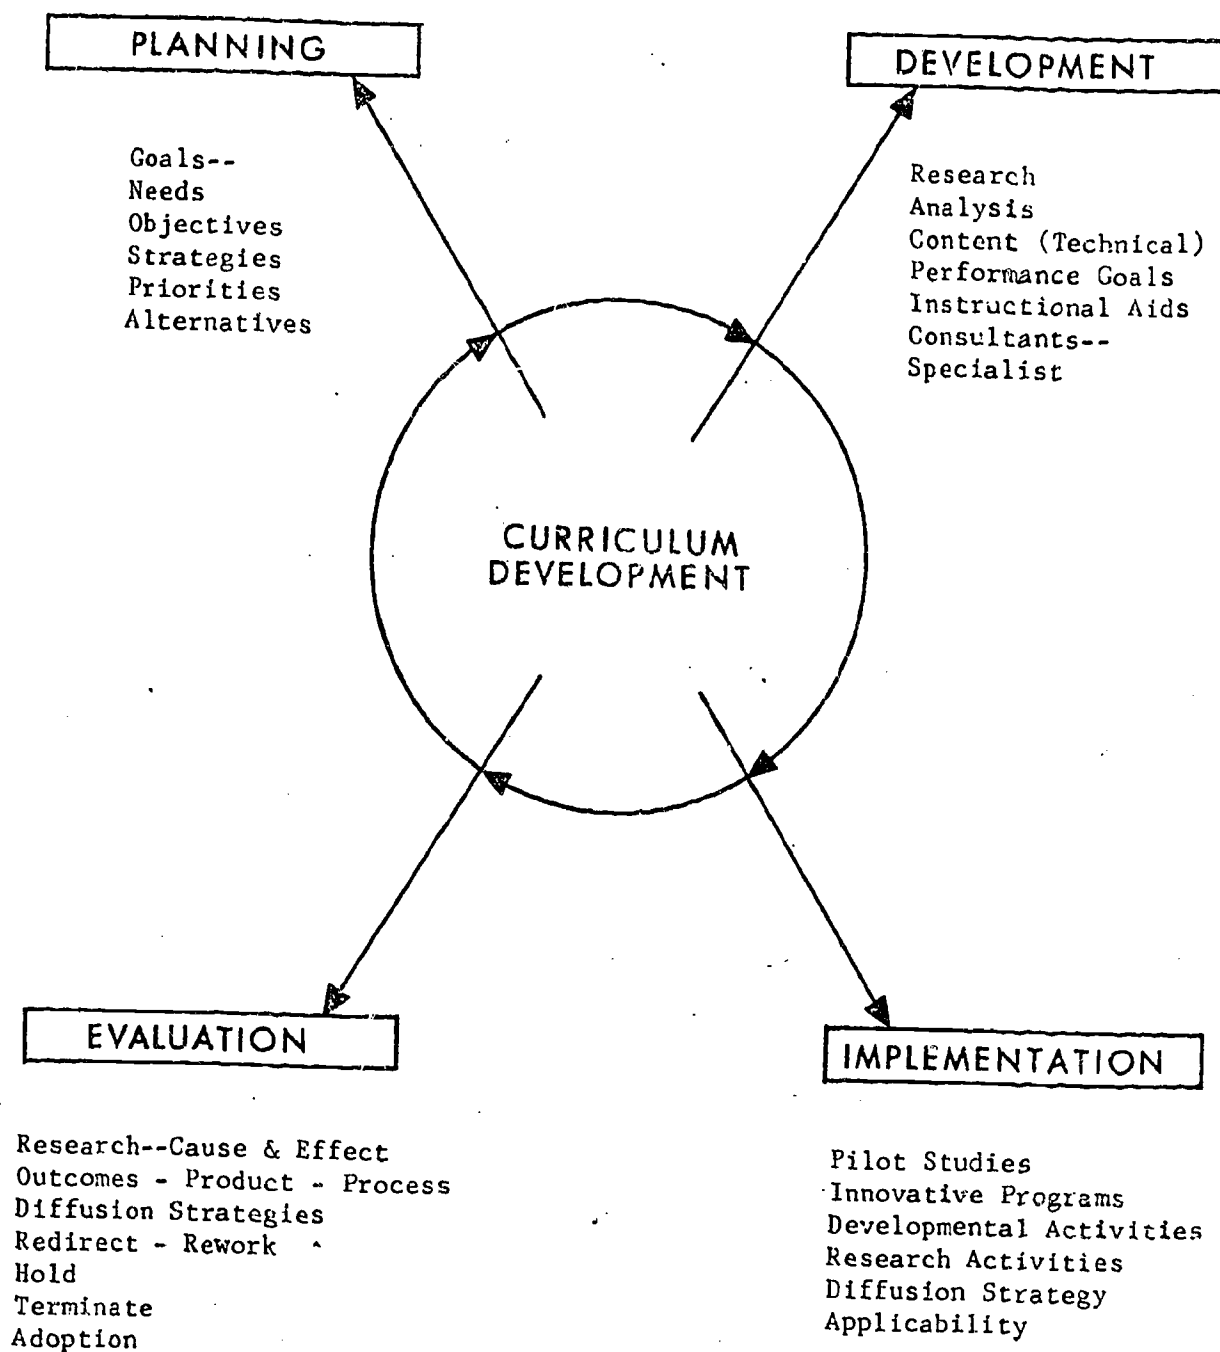 PLANNING
Goals--
Needs
Objectives
Strategies
Priorities
Alternatives
DEVELOPMENT
Research
Analysis
Content (Technical)
Performance Goals
Instructional Aids
Consultants--
Specialist
CURRICULUM
DEVELOPMENT
EVALUATION
Research--Cause & Effect
Outcomes - Product - Process
Diffusion Strategies
Redirect - Rework
Hold
Terminate
Adoption
IMPLEMENTATION
Pilot Studies
Innovative Programs
Developmental Activities
Research Activities
Diffusion Strategy
Applicability